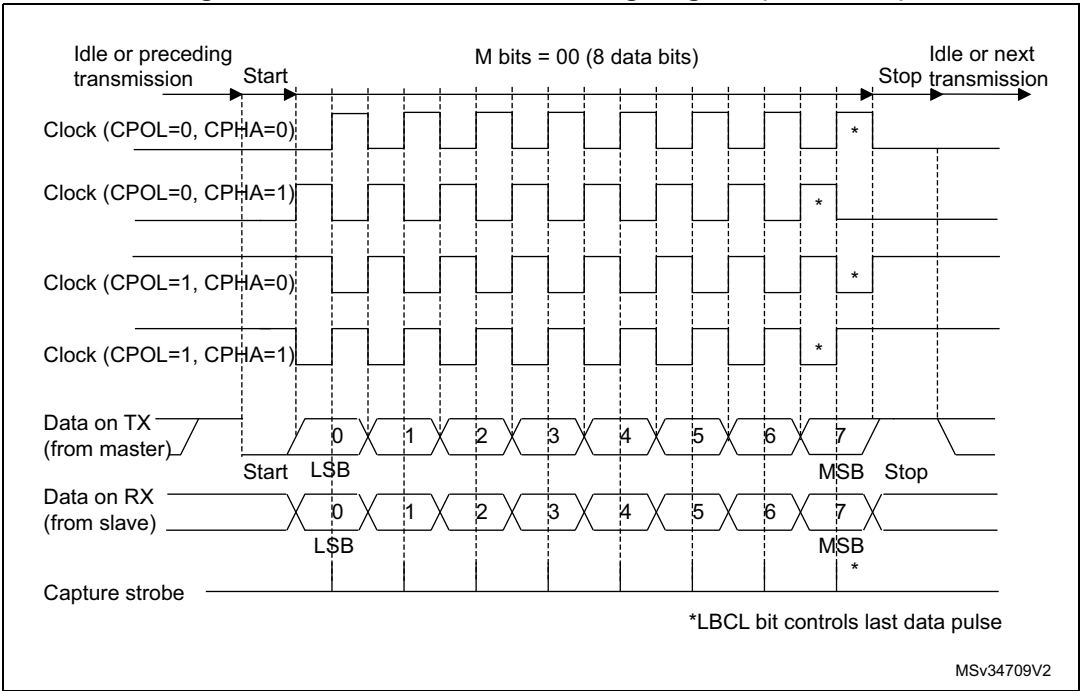 Idle or preceding
transmission
Start
M bits = 00 (8 data bits)
Stop
Idle or next
transmission
Clock (CPOL=0, CPHA=0)
*
Clock (CPOL=0, CPHA=1)
*
Clock (CPOL=1, CPHA=0)
*
Clock (CPOL=1, CPHA=1)
*
Data on TX
(from master)
0 1 2 3 4 5 6 7
Start LSB MSB Stop
Data on RX
(from slave)
0 1 2 3 4 5 6 7
LSB MSB
*
Capture strobe
*LBCL bit controls last data pulse
MSv34709V2